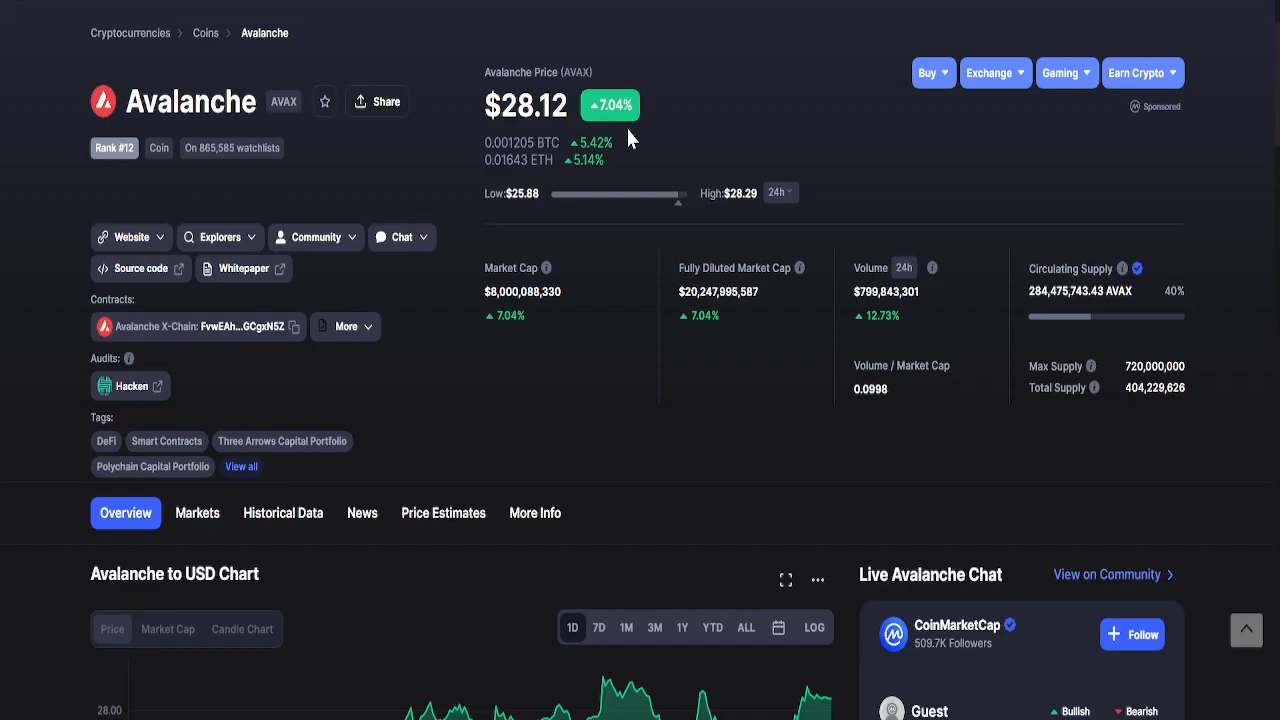 Cryptocurrencies > Coins > Avalanche
Avalanche AVAX Share
Rank #12 Coin On 865,585 watchlists
Website Explorers Community Chat
Source code Whitepaper
Contracts:
Avalanche X-Chain: FvwEAh...GCgxN5Z More
Audits:
Hacken
Tags:
DeFi Smart Contracts Three Arrows Capital Portfolio
Polychain Capital Portfolio View all
Avalanche Price (AVAX)
$28.12 7.04%
0.001205 BTC 5.42%
0.01643 ETH 5.14%
Low:$25.88 High:$28.29 24h
Buy Exchange Gaming Earn Crypto
Sponsored
Market Cap
$8,000,088,330
7.04%
Fully Diluted Market Cap
$20,247,995,587
7.04%
Volume 24h
$799,843,301
12.73%
Volume / Market Cap
0.0998
Circulating Supply
284,475,743.43 AVAX 40%
Max Supply 720,000,000
Total Supply 404,229,626
Overview Markets Historical Data News Price Estimates More Info
Avalanche to USD Chart
Price Market Cap Candle Chart
1D 7D 1M 3M 1Y YTD ALL LOG
28.00
Live Avalanche Chat View on Community >
CoinMarketCap
509.7K Followers
+ Follow
Guest Bullish Bearish